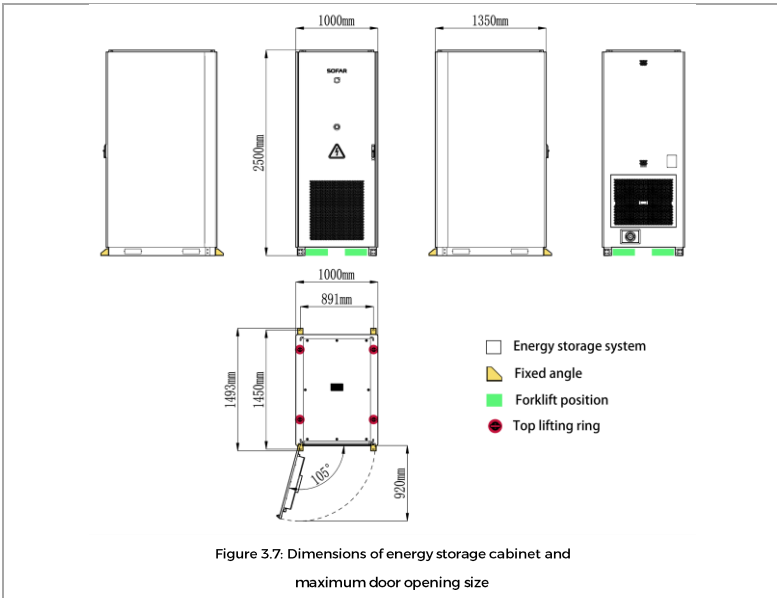 1000mm
1350mm
2500mm
SOFAR
1000mm
891mm
1493mm
1450mm
105°
920mm
Energy storage system
Fixed angle
Forklift position
Top lifting ring
Figure 3.7: Dimensions of energy storage cabinet and
maximum door opening size